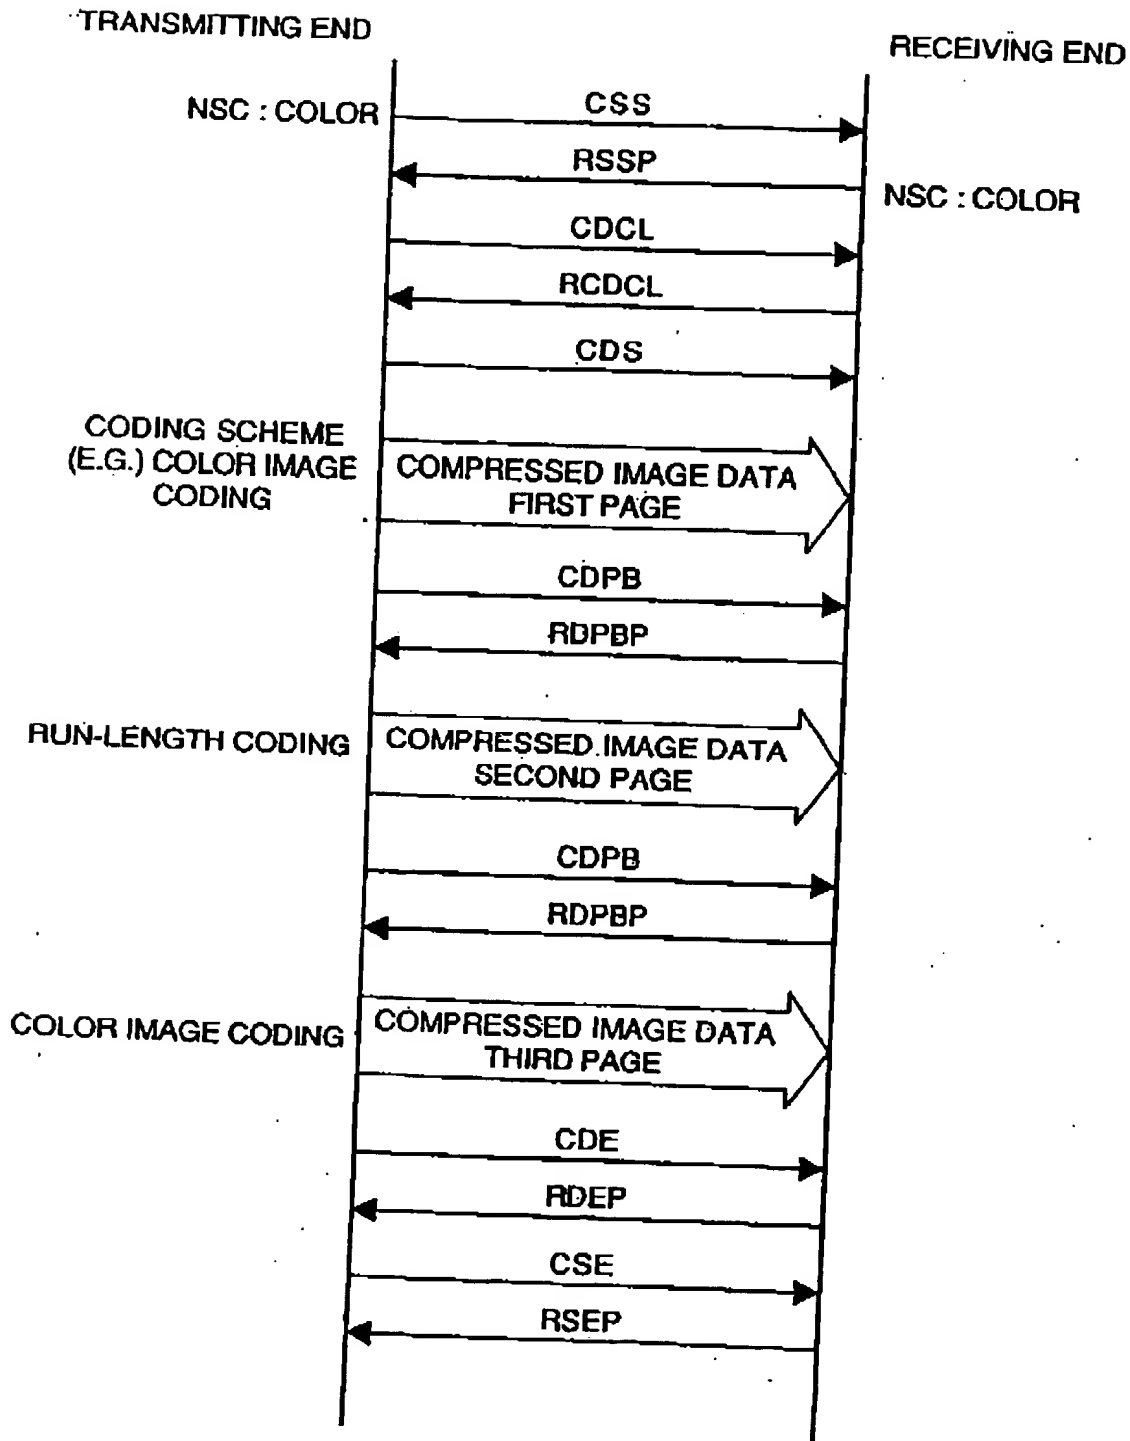 TRANSMITTING END
RECEIVING END
NSC : COLOR
CSS
RSSP
NSC : COLOR
CDCL
RCDCL
CDS
CODING SCHEME
(E.G.) COLOR IMAGE
CODING
COMPRESSED IMAGE DATA
FIRST PAGE
CDPB
RDPBP
RUN-LENGTH CODING
COMPRESSED IMAGE DATA
SECOND PAGE
CDPB
RDPBP
COLOR IMAGE CODING
COMPRESSED IMAGE DATA
THIRD PAGE
CDE
RDEP
CSE
RSEP